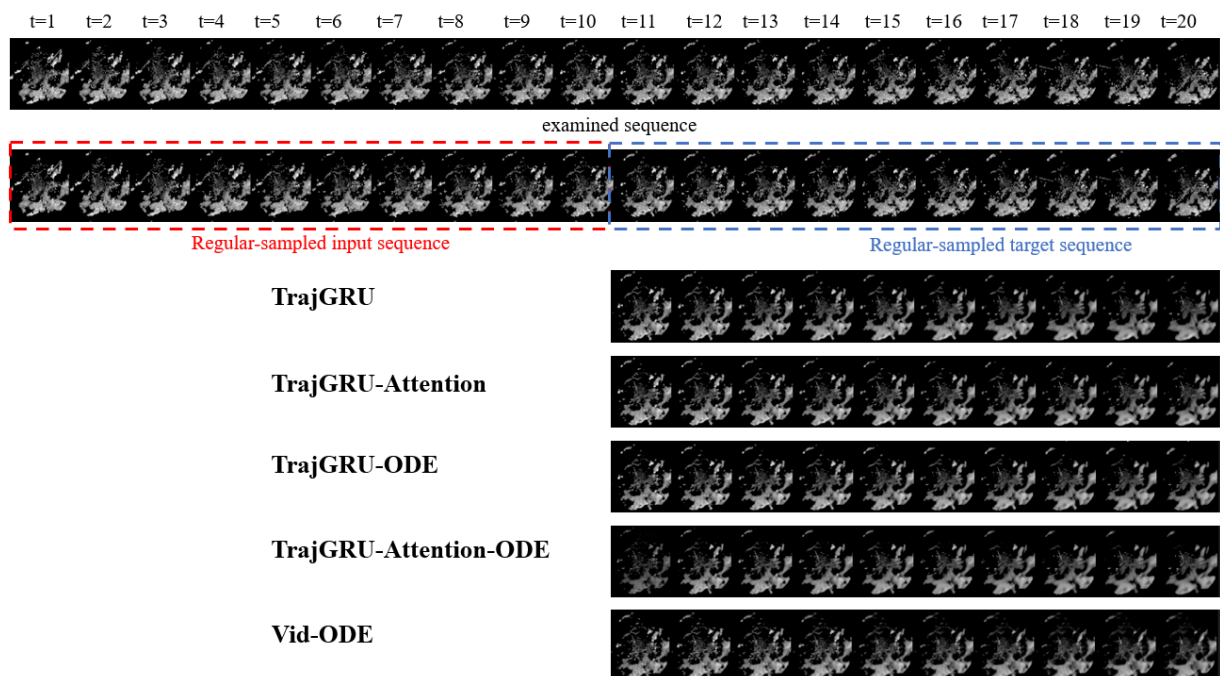 t=1 t=2 t=3 t=4 t=5 t=6 t=7 t=8 t=9 t=10 t=11 t=12 t=13 t=14 t=15 t=16 t=17 t=18 t=19 t=20
examined sequence
Regular-sampled input sequence Regular-sampled target sequence
TrajGRU
TrajGRU-Attention
TrajGRU-ODE
TrajGRU-Attention-ODE
Vid-ODE